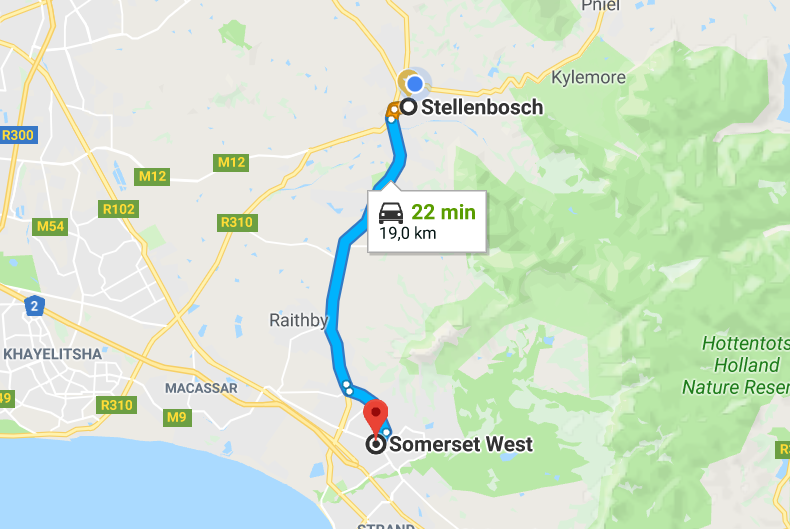 Pniel
Kylemore
Stellenbosch
R300
M12
M12
R102
R310
M54
22 min
19,0 km
2
Raithby
KHAYELITSHA
MACASSAR
Hottentots
Holland
Nature Reser
49
R310
M9
Somerset West
R
STRAND